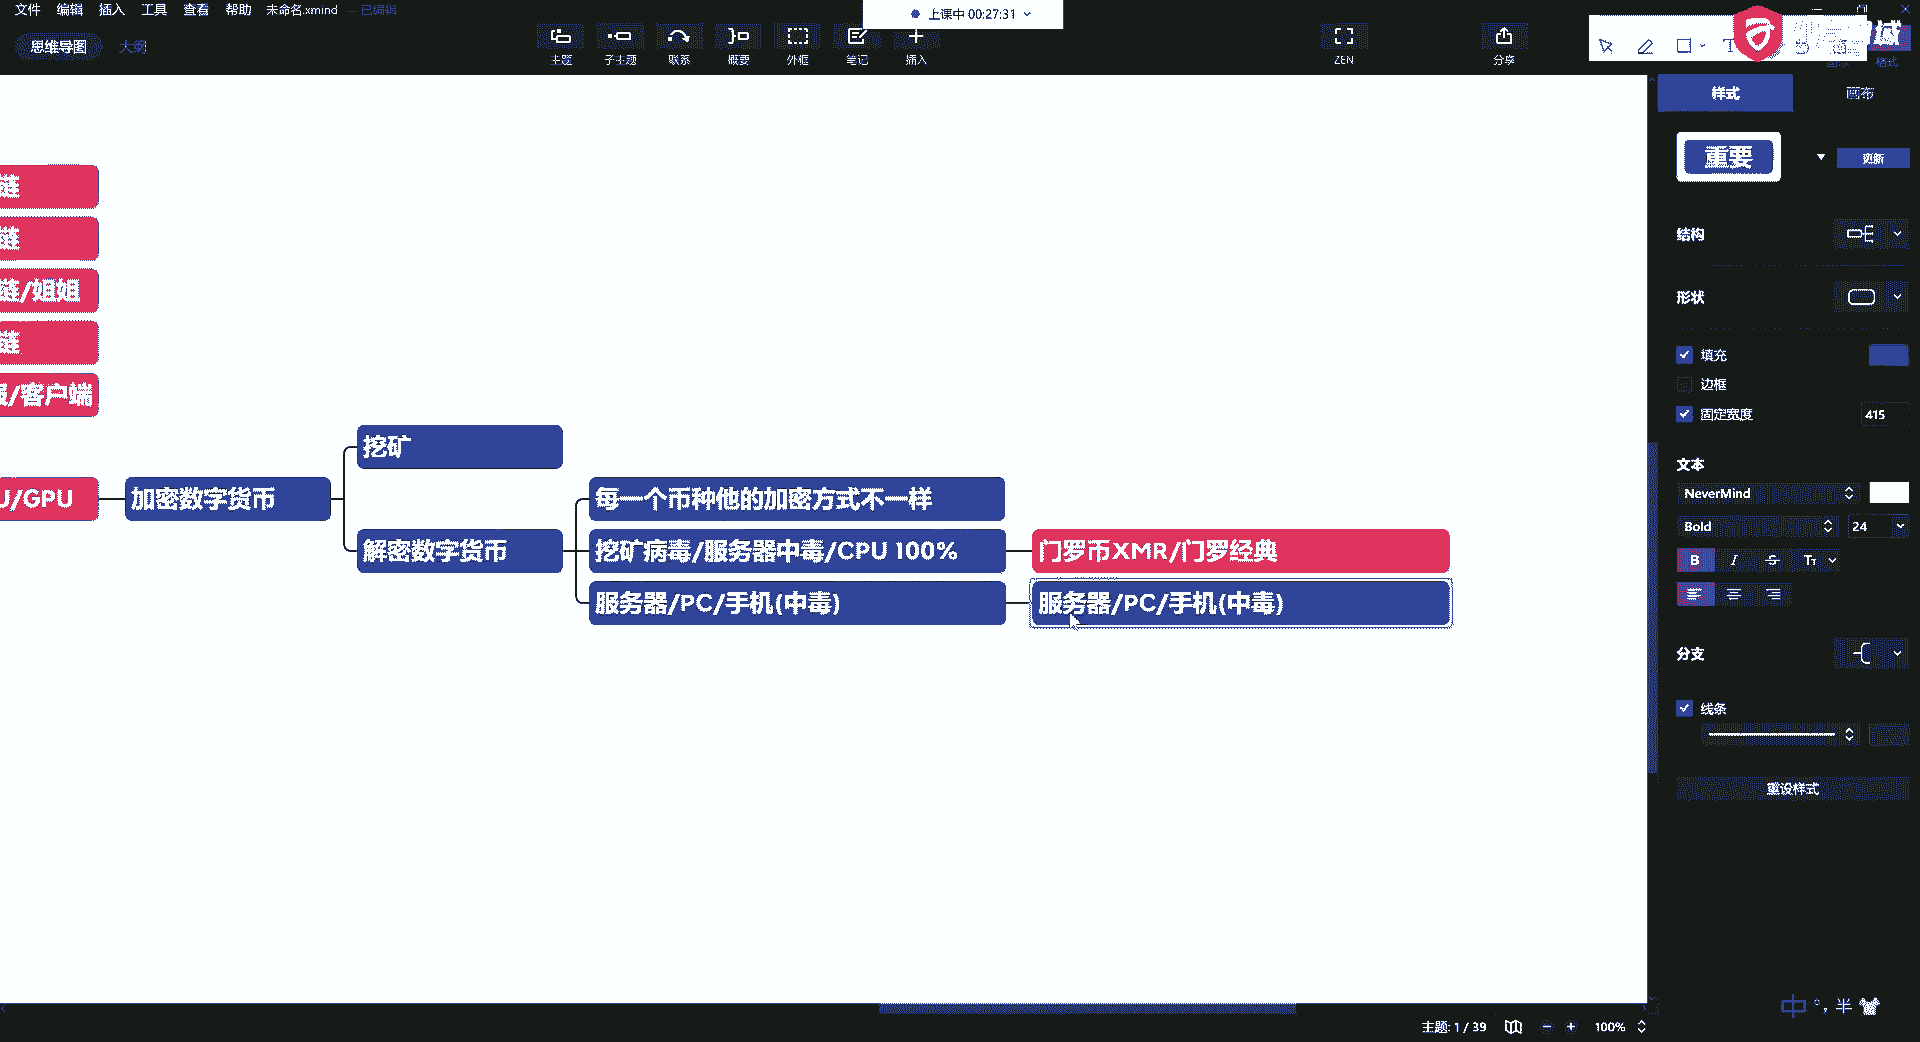 文件 编辑 插入 工具 查看 帮助 未命名.xmind — 已编辑
上课中 00:27:31
思维导图 大纲
主题 子主题 联系 概要 外框 笔记 插入 ZEN 分享 格式
样式 画布
重要 更新
结构
形状
填充
边框
固定宽度 415
文本
NeverMind
Bold 24
B I S Tт
分支
线条
重设样式
链
链
链/姐姐
链
/客户端
U/GPU
加密数字货币
挖矿
解密数字货币
每一个币种他的加密方式不一样
挖矿病毒/服务器中毒/CPU 100%
门罗币XMR/门罗经典
服务器/PC/手机(中毒)
服务器/PC/手机(中毒)
中 °, 半
主题: 1 / 39 100%